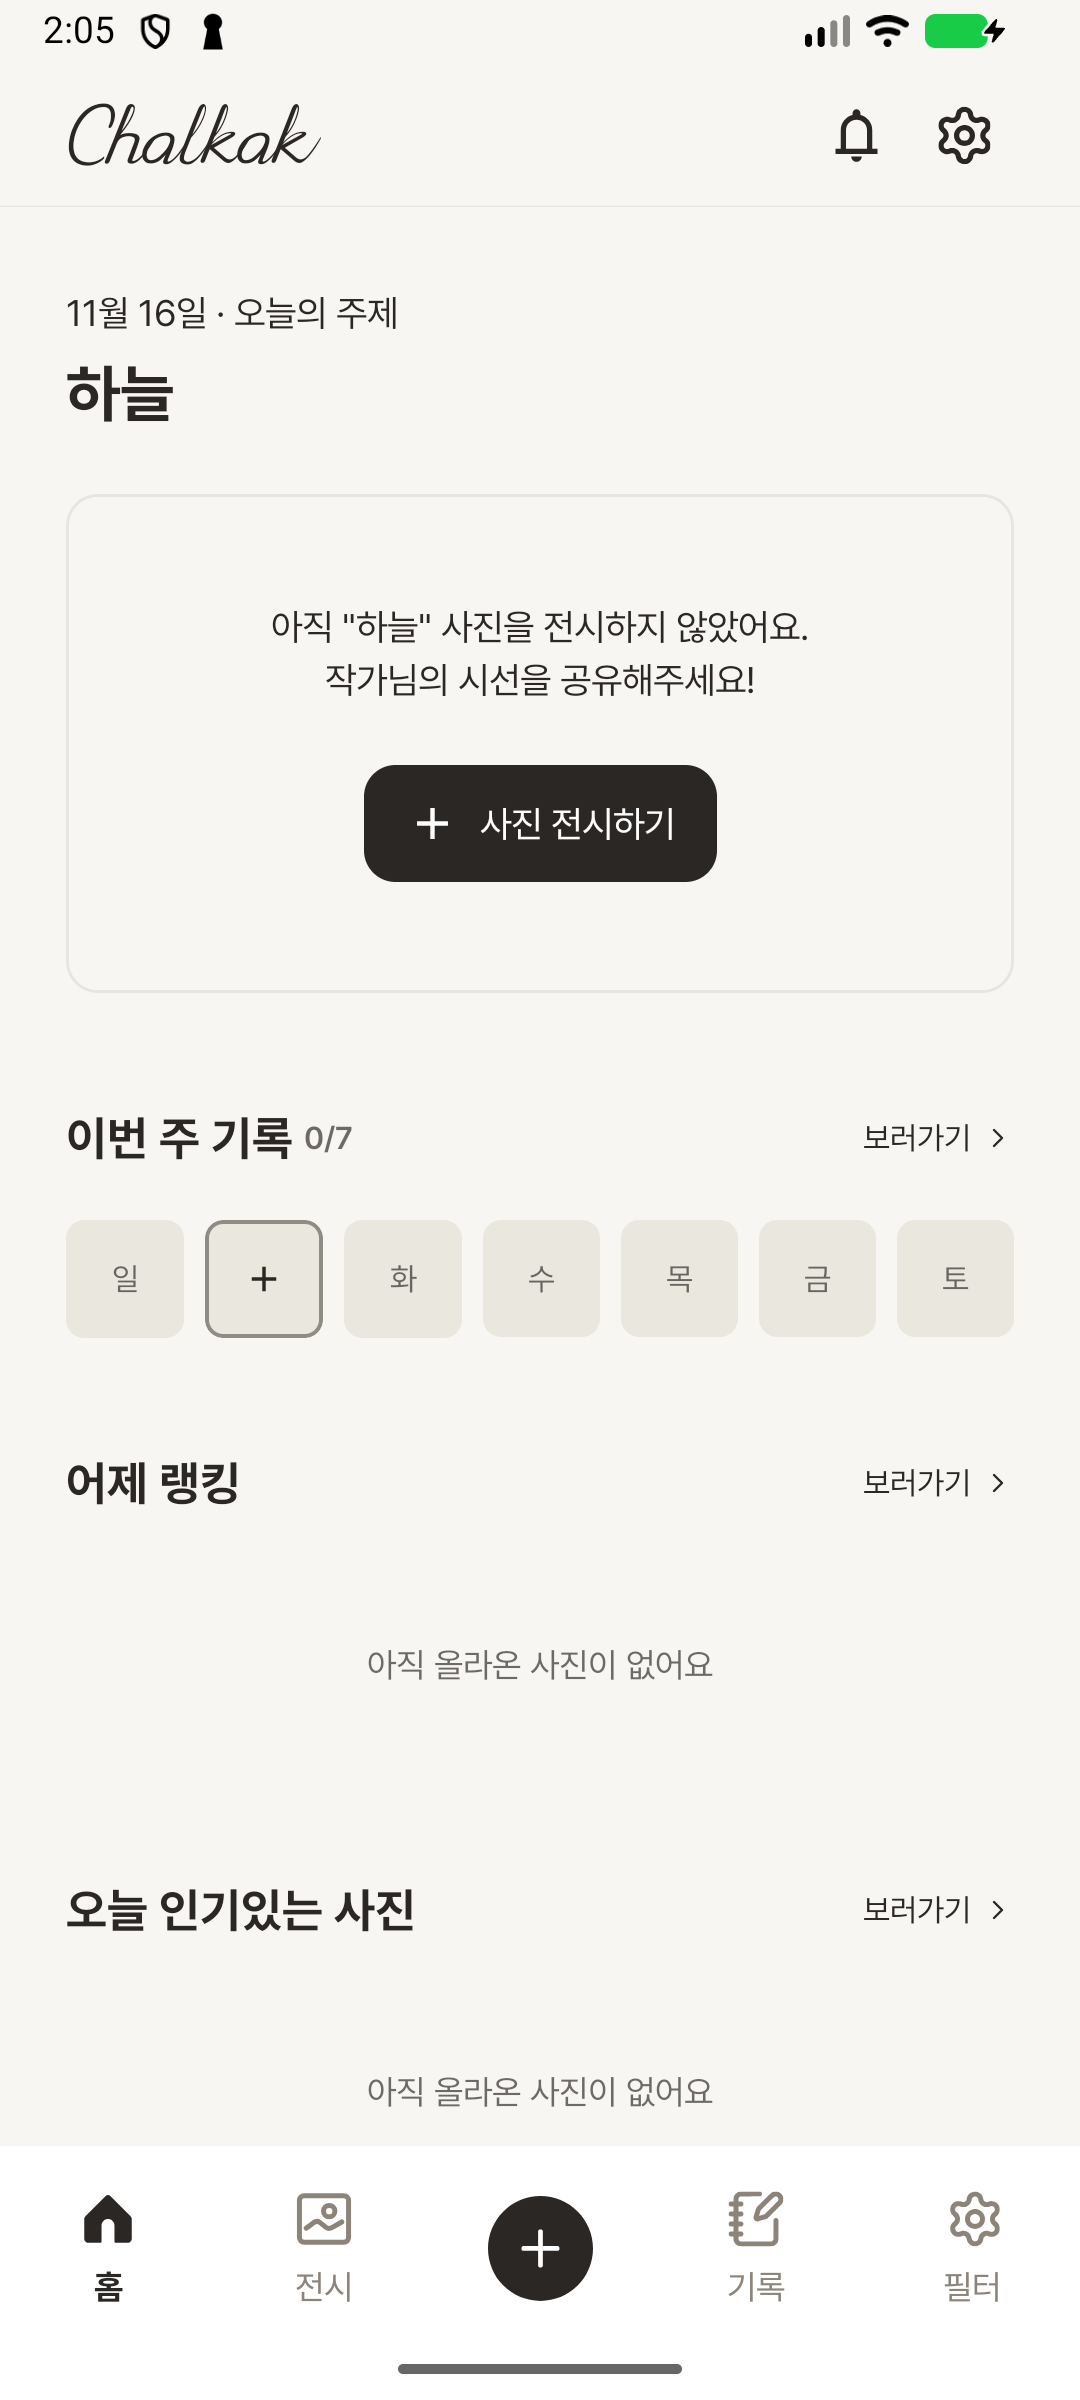 2:05
Chalkak
11월 16일 · 오늘의 주제
하늘
아직 "하늘" 사진을 전시하지 않았어요.
작가님의 시선을 공유해주세요!
+ 사진 전시하기
이번 주 기록 0/7 보러가기 >
일 + 화 수 목 금 토
어제 랭킹 보러가기 >
아직 올라온 사진이 없어요
오늘 인기있는 사진 보러가기 >
아직 올라온 사진이 없어요
홈 전시 + 기록 필터